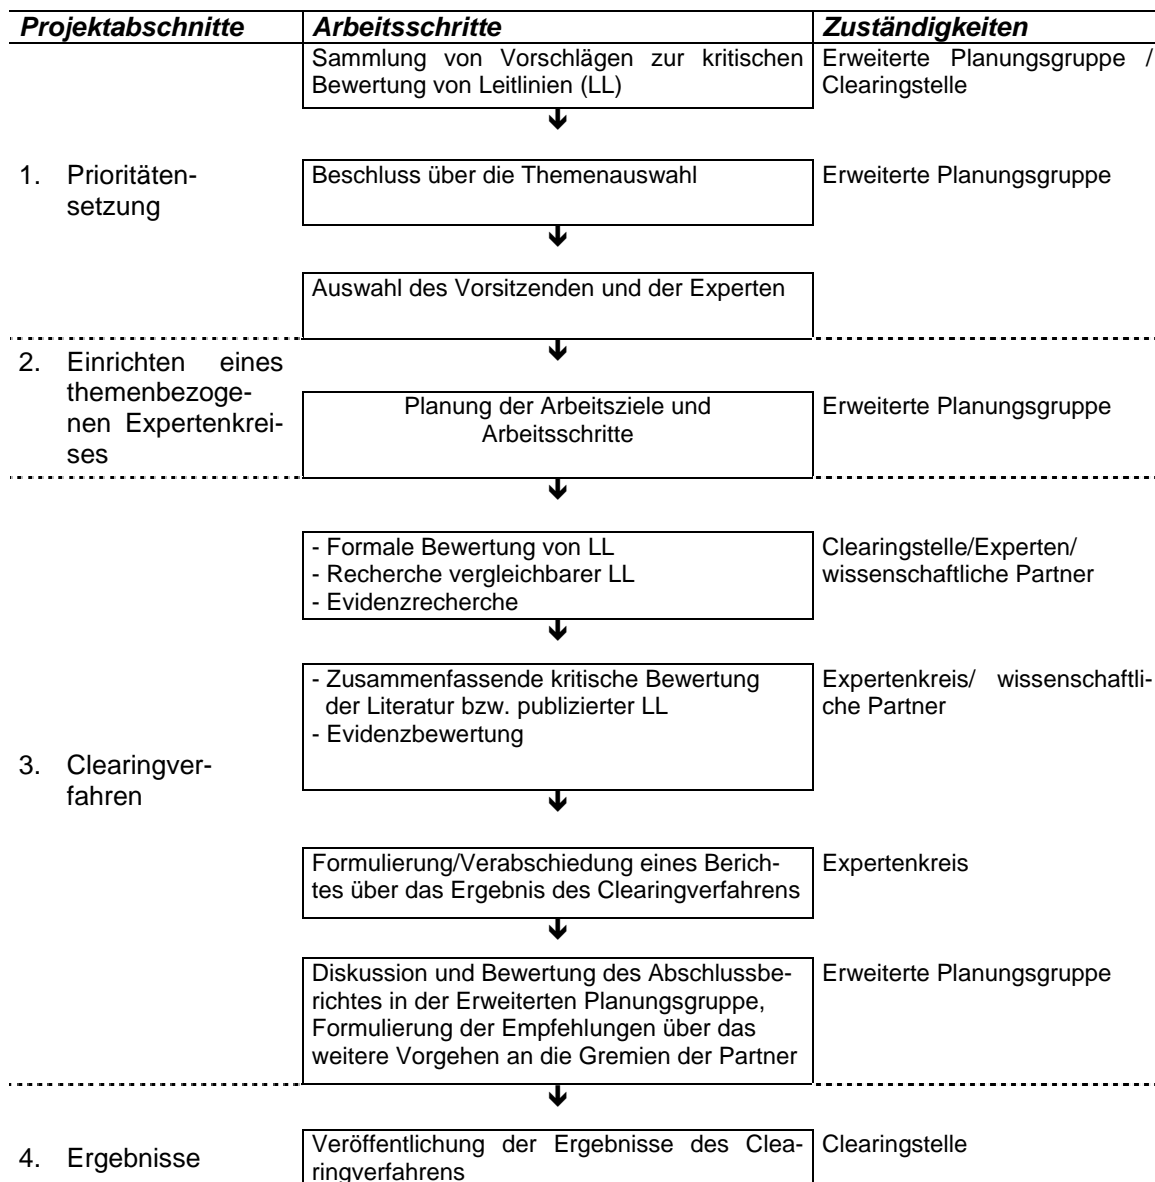 Projektabschnitte Arbeitsschritte Zuständigkeiten
Sammlung von Vorschlägen zur kritischen
Bewertung von Leitlinien (LL)
Erweiterte Planungsgruppe /
Clearingstelle
1. Prioritäten-
setzung
Beschluss über die Themenauswahl
Erweiterte Planungsgruppe
Auswahl des Vorsitzenden und der Experten
2. Einrichten eines
themenbezoge-
nen Expertenkrei-
ses
Planung der Arbeitsziele und
Arbeitsschritte
Erweiterte Planungsgruppe
- Formale Bewertung von LL
- Recherche vergleichbarer LL
- Evidenzrecherche
Clearingstelle/Experten/
wissenschaftliche Partner
3. Clearingver-
fahren
- Zusammenfassende kritische Bewertung
der Literatur bzw. publizierter LL
- Evidenzbewertung
Expertenkreis/ wissenschaftli-
che Partner
Formulierung/Verabschiedung eines Berich-
tes über das Ergebnis des Clearingverfahrens
Expertenkreis
Diskussion und Bewertung des Abschlussbe-
richtes in der Erweiterten Planungsgruppe,
Formulierung der Empfehlungen über das
weitere Vorgehen an die Gremien der Partner
Erweiterte Planungsgruppe
4. Ergebnisse
Veröffentlichung der Ergebnisse des Clea-
ringverfahrens
Clearingstelle